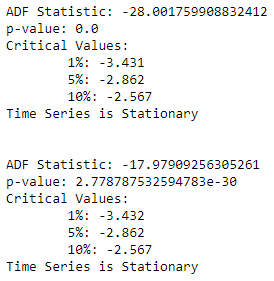 ADF Statistic: -28.001759908832412
p-value: 0.0
Critical Values:
1%: -3.431
5%: -2.862
10%: -2.567
Time Series is Stationary
ADF Statistic: -17.97909256305261
p-value: 2.778787532594783e-30
Critical Values:
1%: -3.432
5%: -2.862
10%: -2.567
Time Series is Stationary